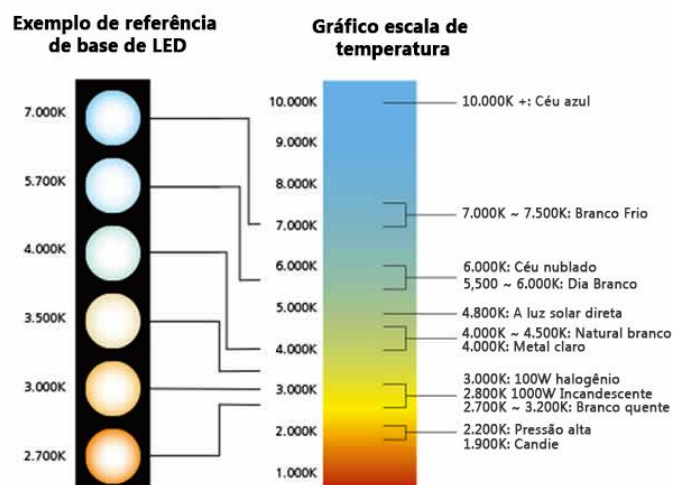 Exemplo de referência
de base de LED
7.000K
5.700K
4.000K
3.500K
3.000K
2.700K
Gráfico escala de
temperatura
10.000K
9.000K
8.000K
7.000K
6.000K
5.000K
4.000K
3.000K
2.000K
1.000K
10.000K +: Céu azul
7.000K ~ 7.500K: Branco Frio
6.000K: Céu nublado
5,500 ~ 6.000K: Dia Branco
4.800K: A luz solar direta
4.000K ~ 4.500K: Natural branco
4.000K: Metal claro
3.000K: 100W halogênio
2.800K 1000W Incandescente
2.700K ~ 3.200K: Branco quente
2.200K: Pressão alta
1.900K: Candie